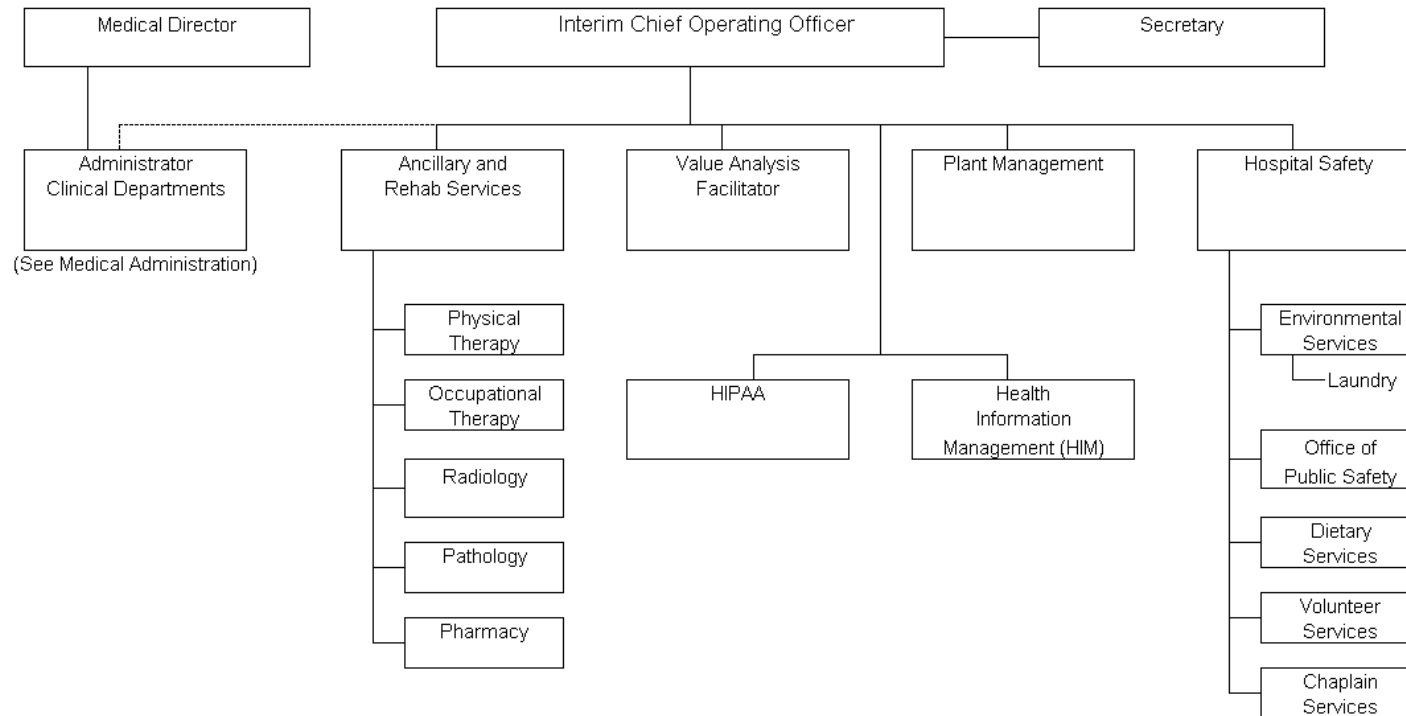 Medical Director
Interim Chief Operating Officer
Secretary
Administrator
Clinical Departments
(See Medical Administration)
Ancillary and
Rehab Services
Value Analysis
Facilitator
Plant Management
Hospital Safety
Physical
Therapy
Occupational
Therapy
Radiology
Pathology
Pharmacy
HIPAA
Health
Information
Management (HIM)
Environmental
Services
Laundry
Office of
Public Safety
Dietary
Services
Volunteer
Services
Chaplain
Services